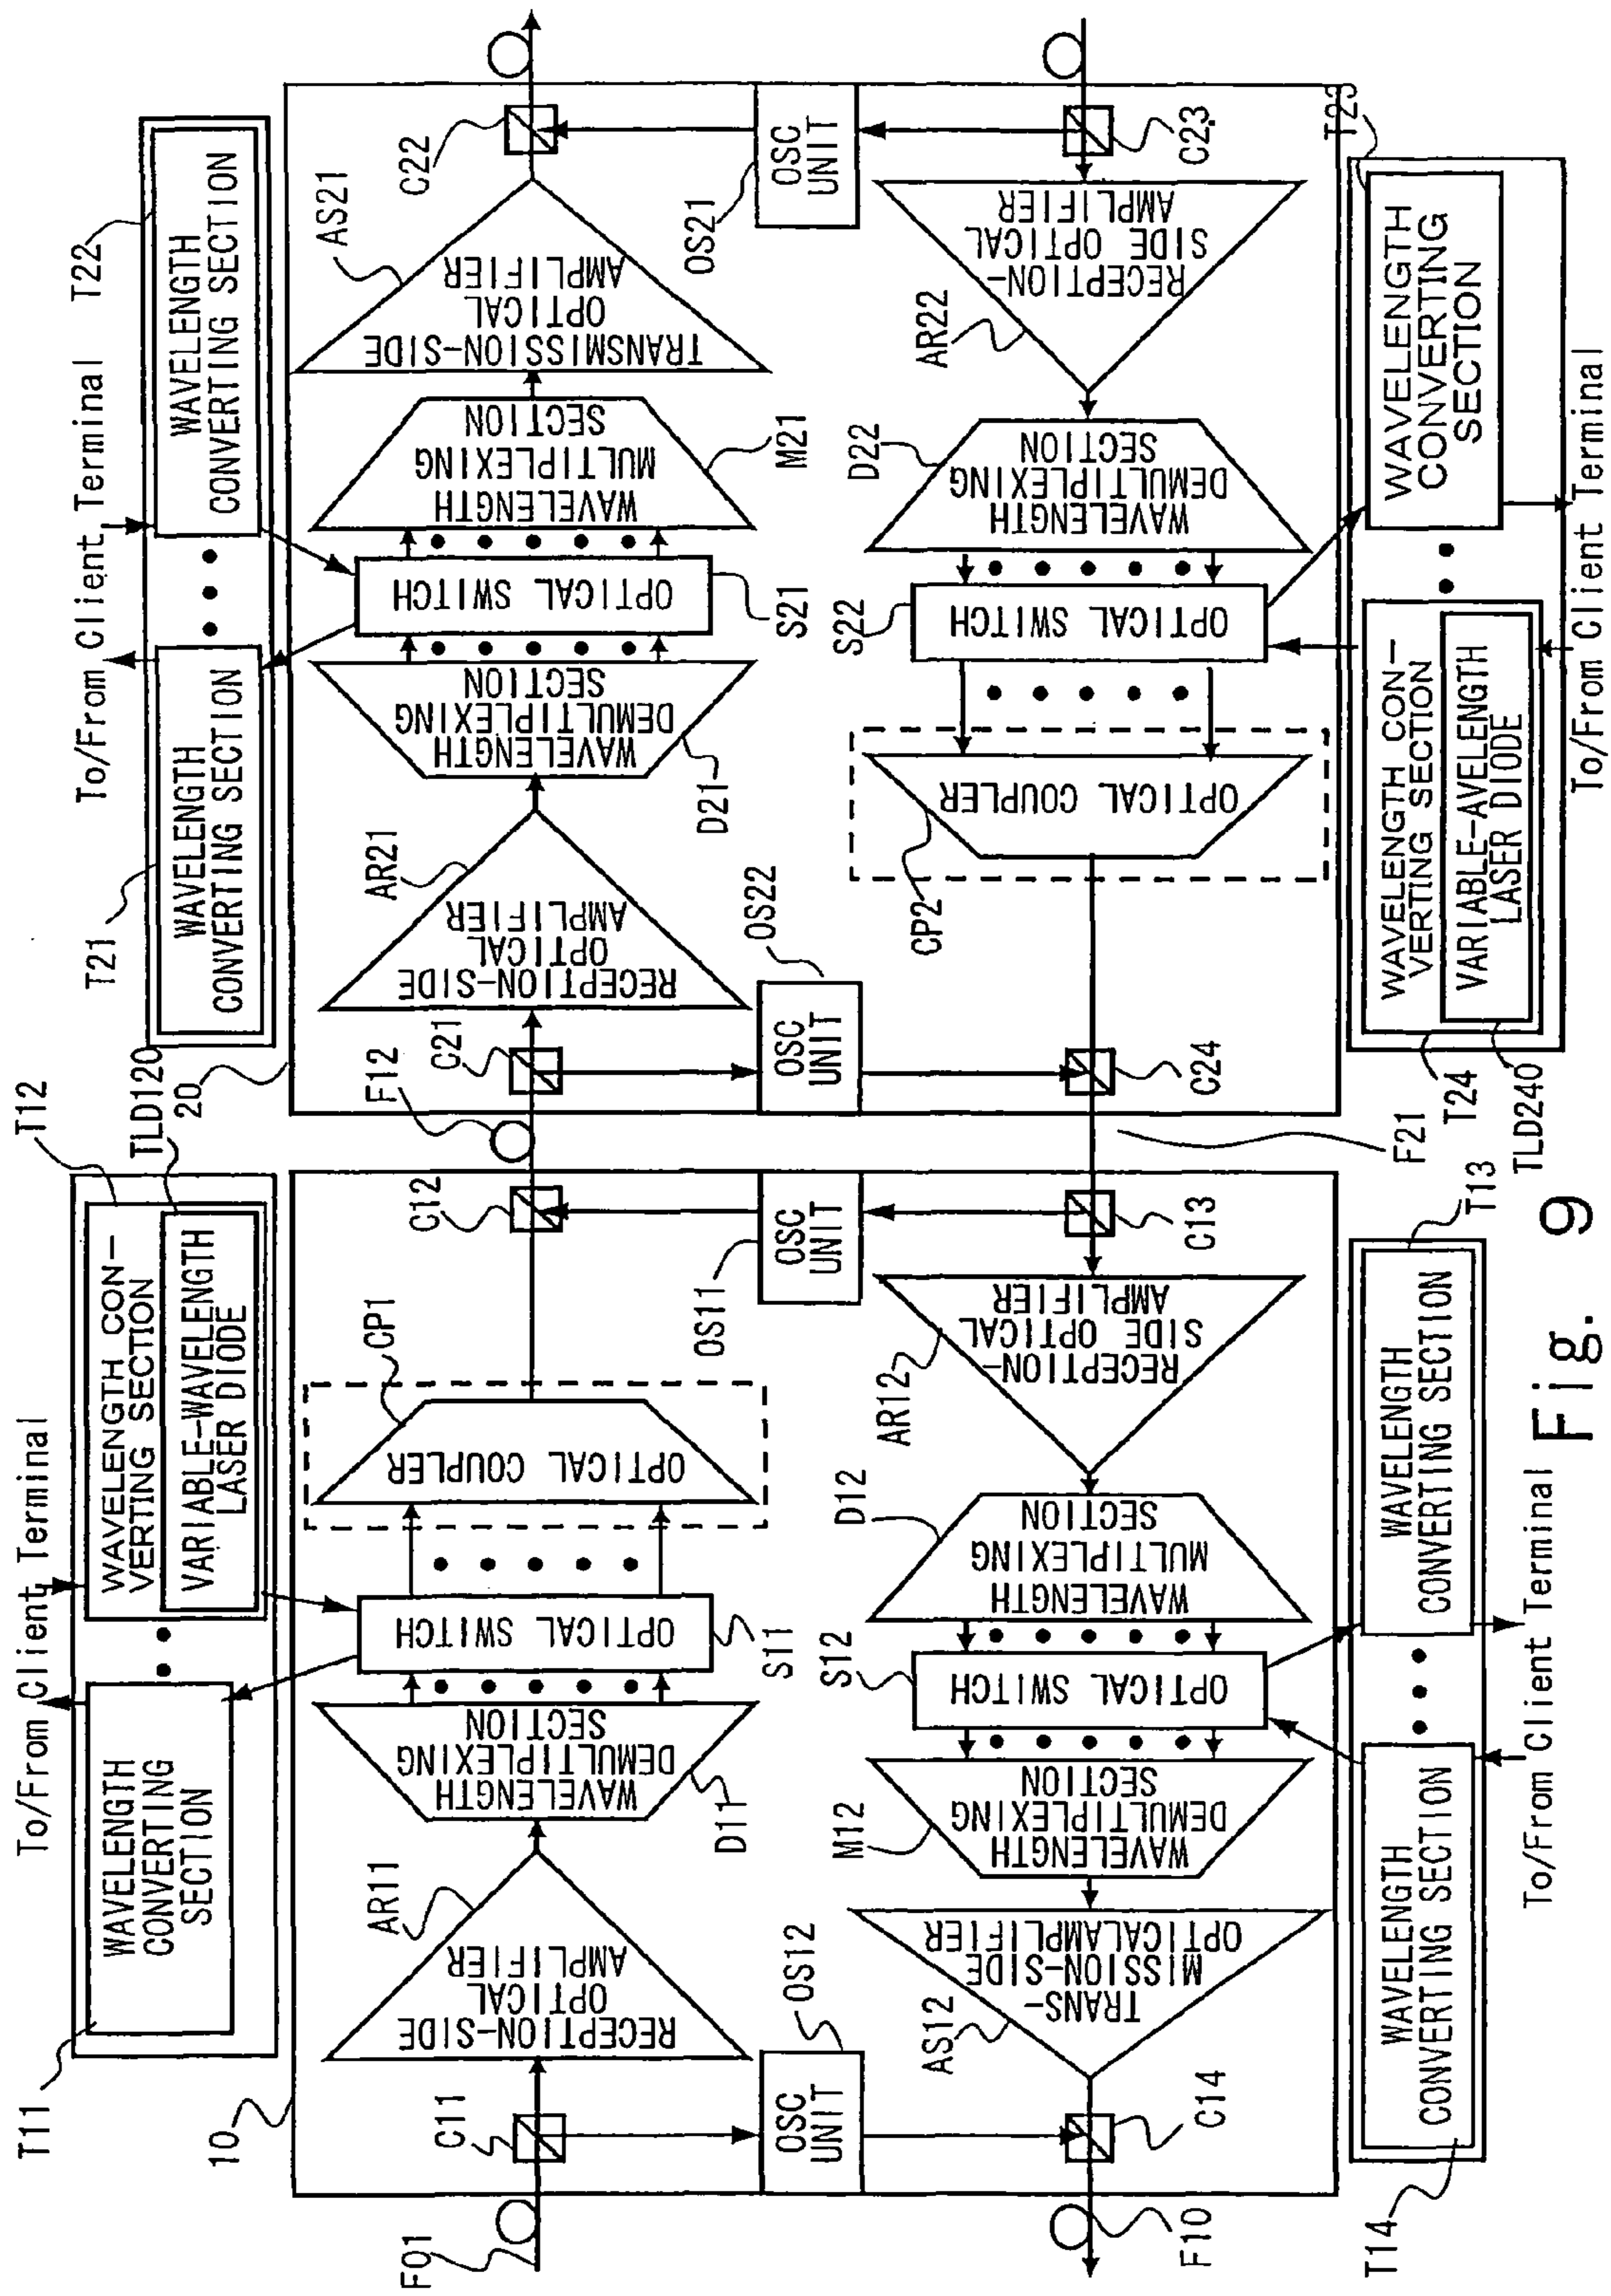 To/From Client Terminal
T11
WAVELENGTH
CONVERTING
SECTION
T12
WAVELENGTH CON-
VERTING SECTION
TLD120
VARIABLE-WAVELENGTH
LASER DIODE
To/From Client Terminal
T21
WAVELENGTH
CONVERTING SECTION
T22
WAVELENGTH
CONVERTING SECTION
10
F01
C11
AR11
RECEPTION-SIDE
OPTICAL
AMPLIFIER
D11
WAVELENGTH
DEMULTIPLEXING
SECTION
S11
OPTICAL SWITCH
CP1
OPTICAL COUPLER
C12
F12
20
C21
AR21
RECEPTION-SIDE
OPTICAL
AMPLIFIER
D21
WAVELENGTH
DEMULTIPLEXING
SECTION
S21
OPTICAL SWITCH
M21
WAVELENGTH
MULTIPLEXING
SECTION
AS21
TRANSMISSION-SIDE
OPTICAL
AMPLIFIER
C22
OS12
OSC
UNIT
OS11
OSC
UNIT
OS22
OSC
UNIT
OS21
OSC
UNIT
F10
C14
AS12
TRANS-
MISSION-SIDE
OPTICALAMPLIFIER
M12
WAVELENGTH
DEMULTIPLEXING
SECTION
S12
OPTICAL SWITCH
D12
WAVELENGTH
MULTIPLEXING
SECTION
AR12
RECEPTION-
SIDE OPTICAL
AMPLIFIER
C13
F21
C24
CP2
OPTICAL COUPLER
S22
OPTICAL SWITCH
D22
WAVELENGTH
DEMULTIPLEXING
SECTION
AR22
RECEPTION-
SIDE OPTICAL
AMPLIFIER
C23
T14
WAVELENGTH
CONVERTING SECTION
T13
WAVELENGTH
CONVERTING SECTION
To/From Client Terminal
T24
WAVELENGTH CON-
VERTING SECTION
TLD240
VARIABLE-AVELENGTH
LASER DIODE
T23
WAVELENGTH
CONVERTING
SECTION
To/From Client Terminal
Fig. 9